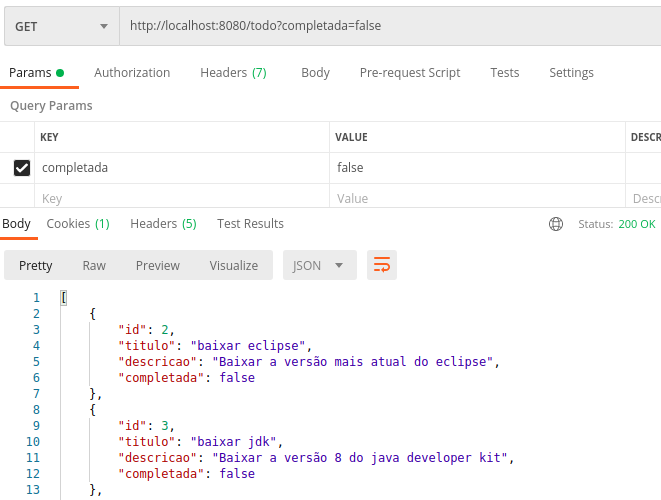 GET http://localhost:8080/todo?completada=false
Params Authorization Headers (7) Body Pre-request Script Tests Settings
Query Params
KEY VALUE DESCR
completada false
Key Value Descr
Body Cookies (1) Headers (5) Test Results Status: 200 OK
Pretty Raw Preview Visualize JSON
1 [
2 {
3 "id": 2,
4 "titulo": "baixar eclipse",
5 "descricao": "Baixar a versão mais atual do eclipse",
6 "completada": false
7 },
8 {
9 "id": 3,
10 "titulo": "baixar jdk",
11 "descricao": "Baixar a versão 8 do java developer kit",
12 "completada": false
13 },